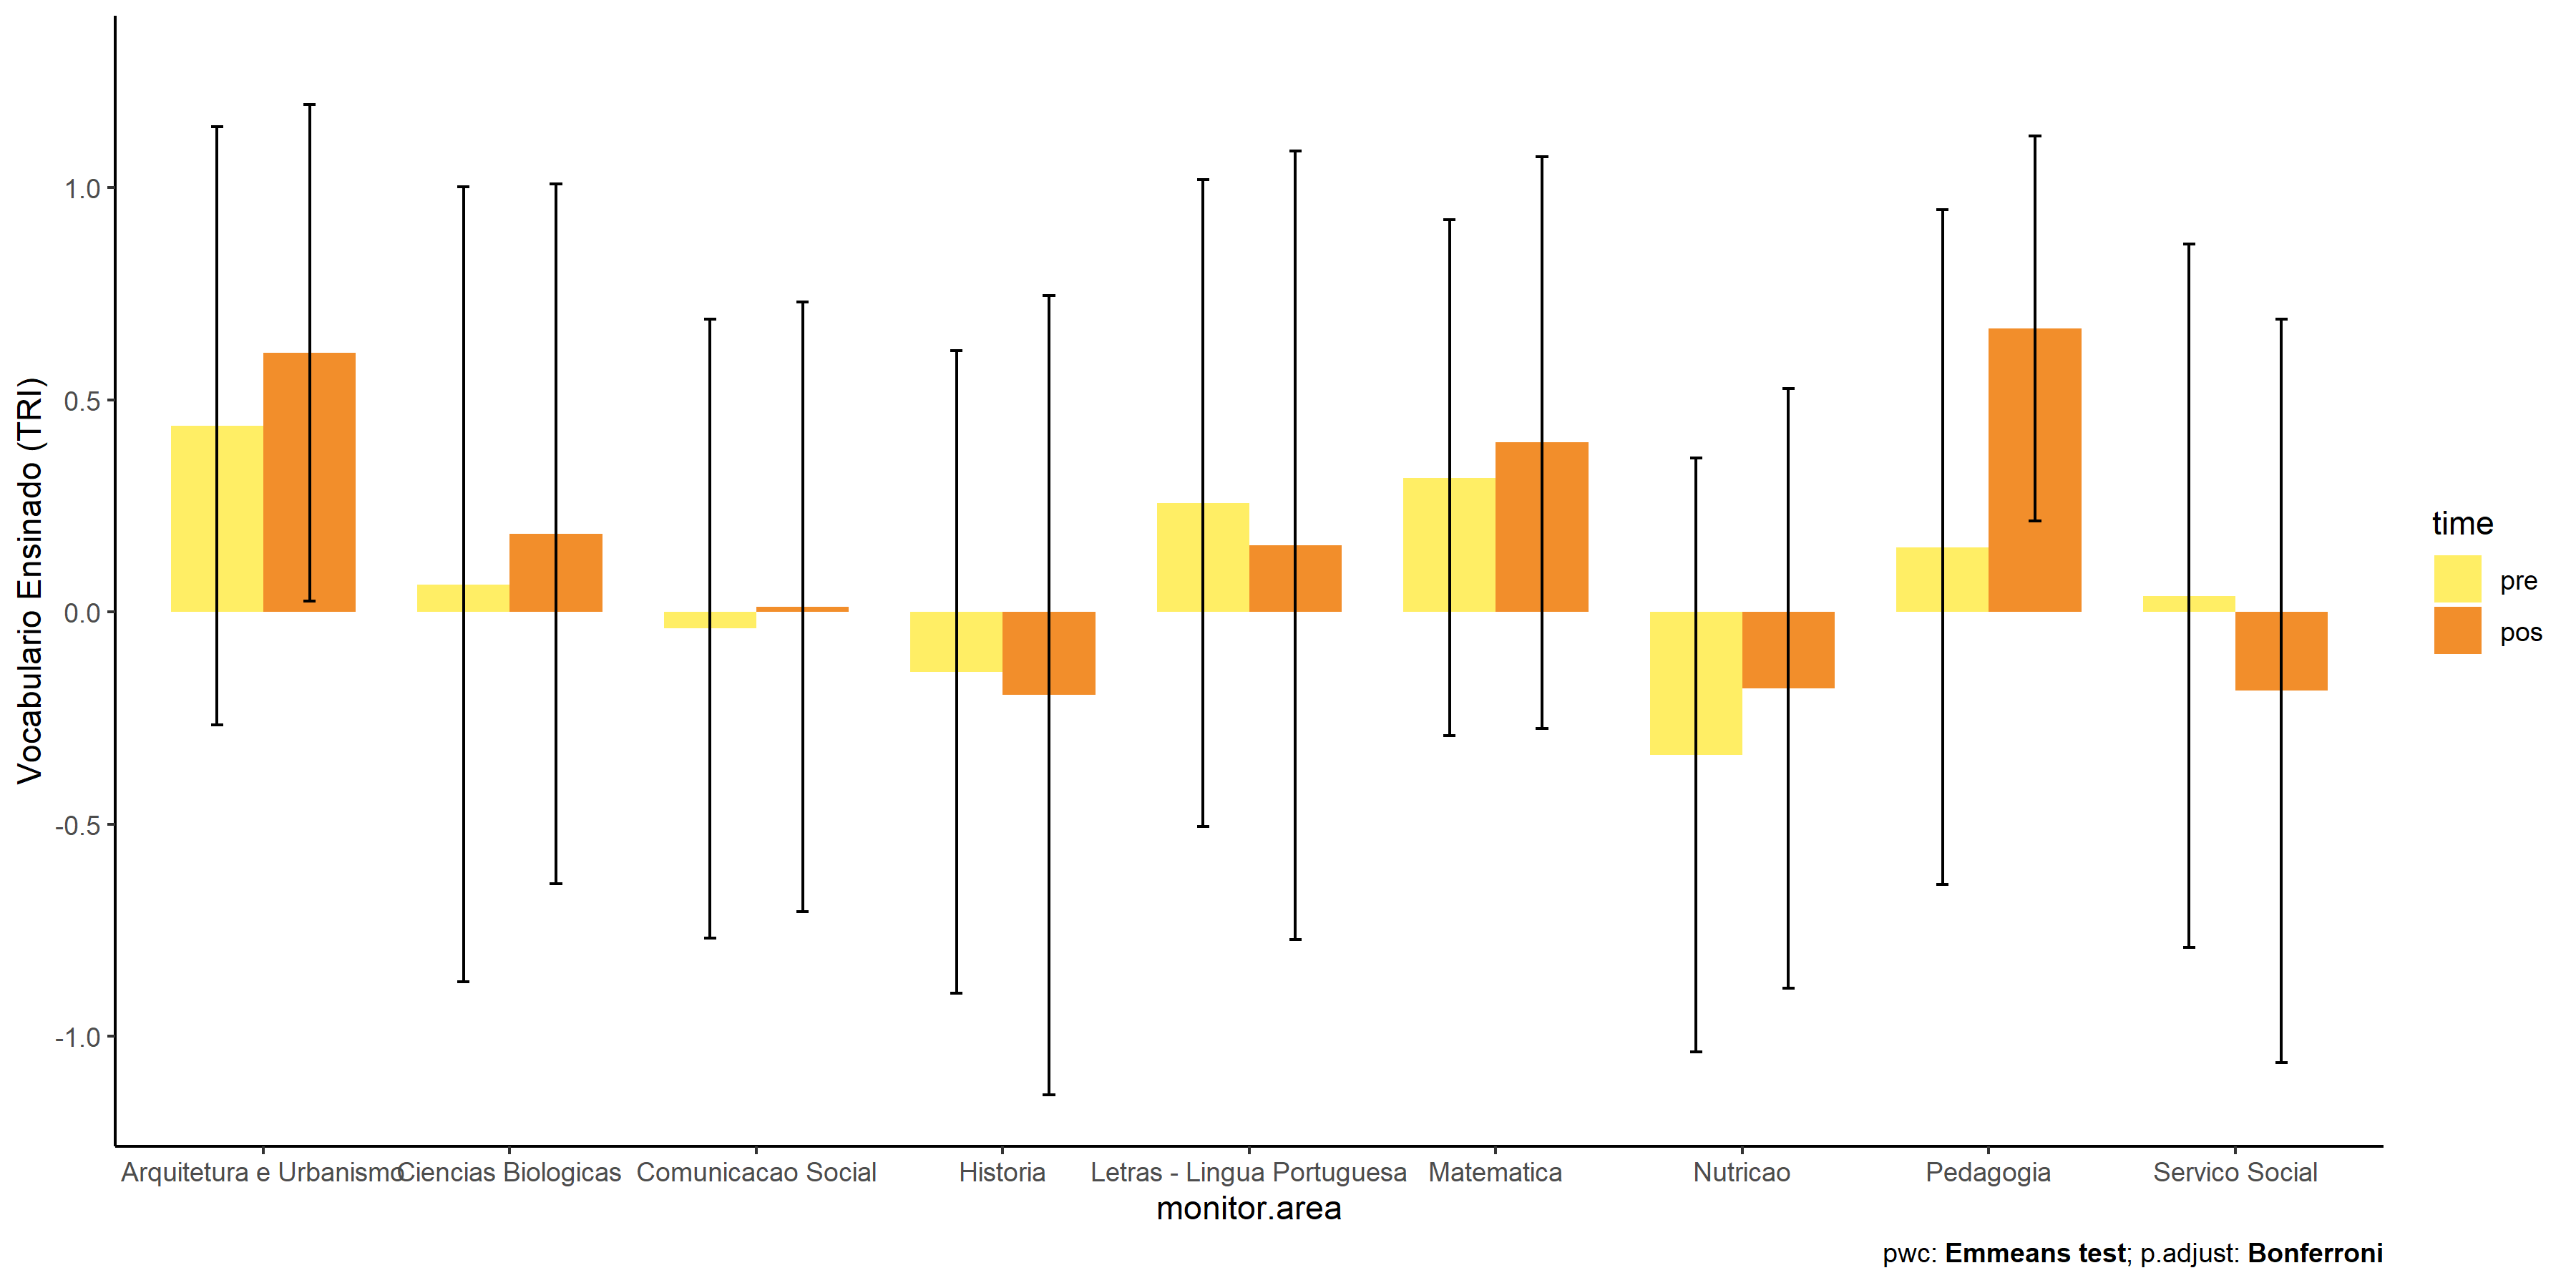 Vocabulario Ensinado (TRI)
1.0
0.5
0.0
-0.5
-1.0
Arquitetura e Urbanismo
Ciencias Biologicas
Comunicacao Social
Historia
Letras - Lingua Portuguesa
Matematica
Nutricao
Pedagogia
Servico Social
monitor.area
time
pre
pos
pwc: Emmeans test; p.adjust: Bonferroni